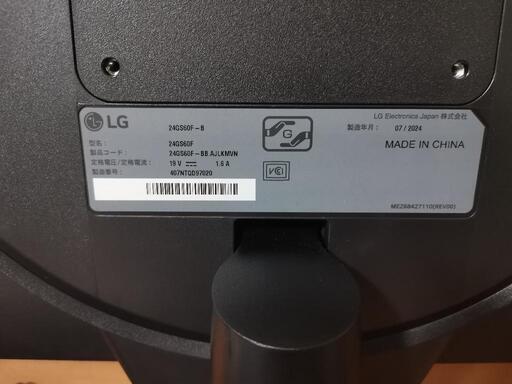 LG
24GS60F-B
LG Electronics Japan 株式会社
製造年月： 07 / 2024
型名： 24GS60F
製品コード： 24GS60F-BB.AJLKMVN
定格電圧/定格電流： 19 V 1.6 A
製造番号： 407NTQD97020
G
VCCI
MADE IN CHINA
MEZ68427110(REV00)